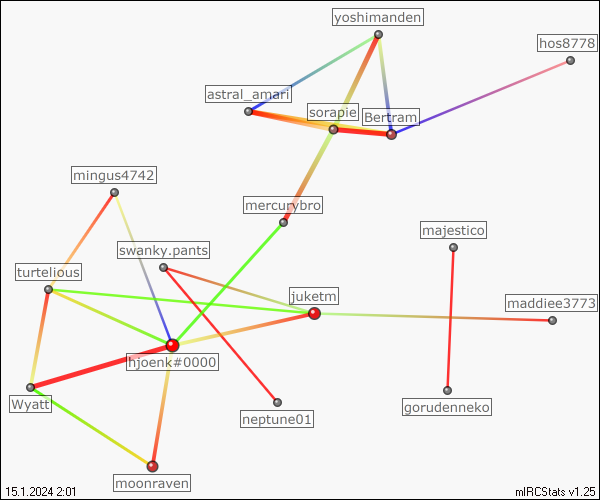 yoshimanden
hos8778
astral_amari
sorapie
Bertram
mingus4742
mercurybro
swanky.pants
majestico
turtelious
juketm
maddiee3773
hjoenk#0000
Wyatt
neptune01
gorudenneko
moonraven
15.1.2024 2:01
mIRCStats v1.25